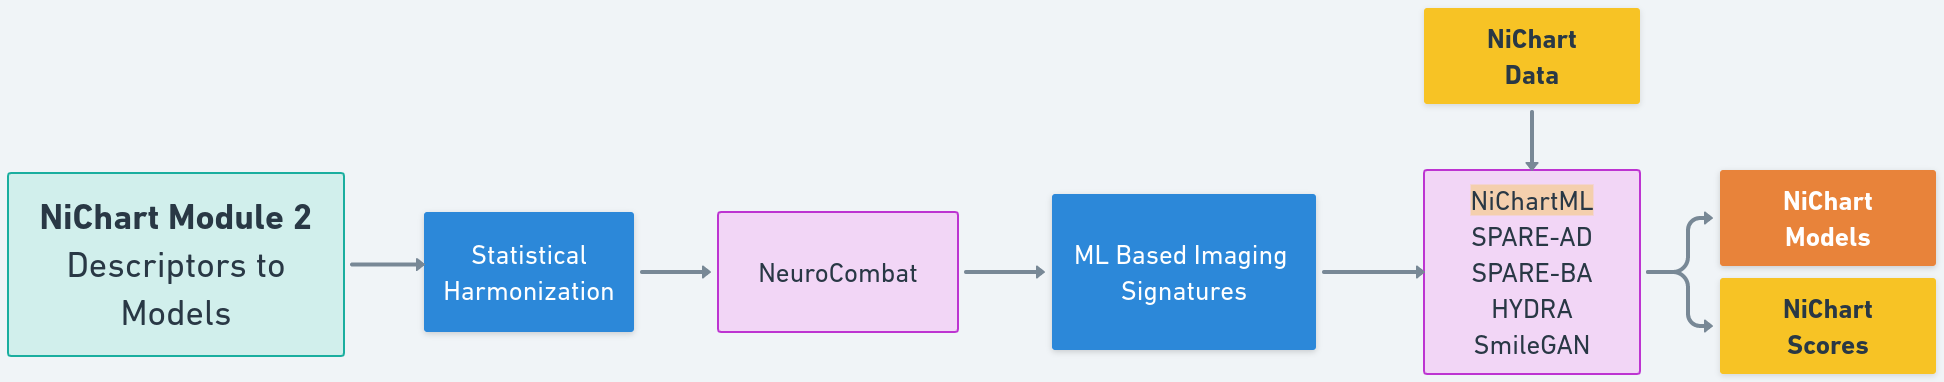 NiChart
Data
NiChart Module 2
Descriptors to
Models
Statistical
Harmonization
NeuroCombat
ML Based Imaging
Signatures
NiChartML
SPARE-AD
SPARE-BA
HYDRA
SmileGAN
NiChart
Models
NiChart
Scores